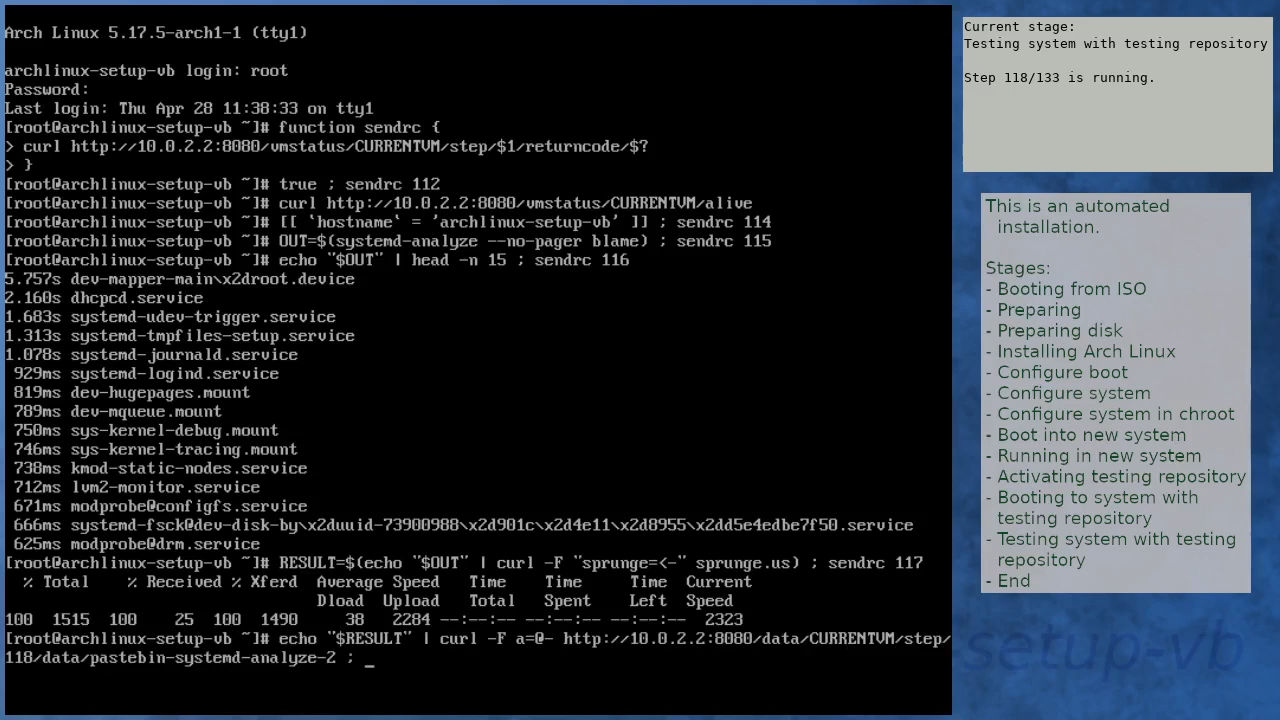 Arch Linux 5.17.5-arch1-1 (tty1)
archlinux-setup-vb login: root
Password:
Last login: Thu Apr 28 11:38:33 on tty1
[root@archlinux-setup-vb ~]# function sendrc {
> curl http://10.0.2.2:8080/vmstatus/CURRENTVM/step/$1/returncode/$?
> }
[root@archlinux-setup-vb ~]# true ; sendrc 112
[root@archlinux-setup-vb ~]# curl http://10.0.2.2:8080/vmstatus/CURRENTVM/alive
[root@archlinux-setup-vb ~]# [[ `hostname` = 'archlinux-setup-vb' ]] ; sendrc 114
[root@archlinux-setup-vb ~]# OUT=$(systemd-analyze --no-pager blame) ; sendrc 115
[root@archlinux-setup-vb ~]# echo "$OUT" | head -n 15 ; sendrc 116
5.757s dev-mapper-main\x2droot.device
2.160s dhcpcd.service
1.683s systemd-udev-trigger.service
1.313s systemd-tmpfiles-setup.service
1.078s systemd-journald.service
929ms systemd-logind.service
819ms dev-hugepages.mount
789ms dev-mqueue.mount
750ms sys-kernel-debug.mount
746ms sys-kernel-tracing.mount
738ms kmod-static-nodes.service
712ms lvm2-monitor.service
671ms modprobe@configfs.service
666ms systemd-fsck@dev-disk-by\x2duuid-73900988\x2d901c\x2d4e11\x2d8955\x2dd5e4edbe7f50.service
625ms modprobe@drm.service
[root@archlinux-setup-vb ~]# RESULT=$(echo "$OUT" | curl -F "sprunge=<-" sprunge.us) ; sendrc 117
% Total % Received % Xferd Average Speed Time Time Time Current
Dload Upload Total Spent Left Speed
100 1515 100 25 100 1490 38 2284 --:--:-- --:--:-- --:--:-- 2323
[root@archlinux-setup-vb ~]# echo "$RESULT" | curl -F a=@- http://10.0.2.2:8080/data/CURRENTVM/step/
118/data/pastebin-systemd-analyze-2 ; _
Current stage:
Testing system with testing repository
Step 118/133 is running.
This is an automated
installation.
Stages:
- Booting from ISO
- Preparing
- Preparing disk
- Installing Arch Linux
- Configure boot
- Configure system
- Configure system in chroot
- Boot into new system
- Running in new system
- Activating testing repository
- Booting to system with
testing repository
- Testing system with testing
repository
- End
setup-vb